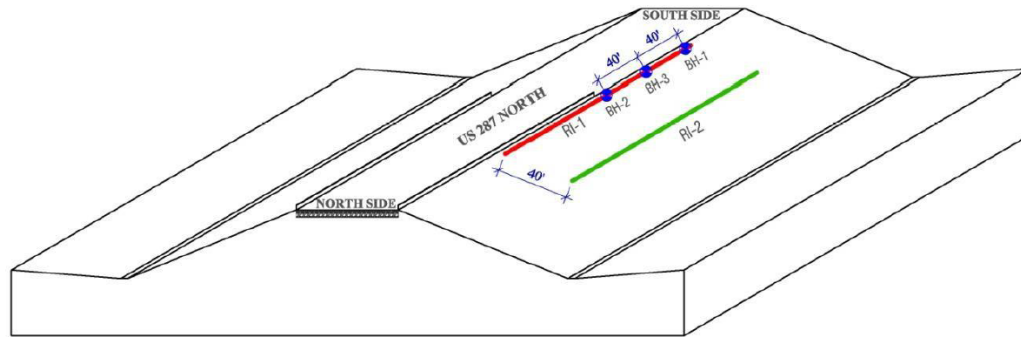 SOUTH SIDE
40'
40'
BH-1
BH-3
BH-2
US 287 NORTH
RI-1
RI-2
40'
NORTH SIDE